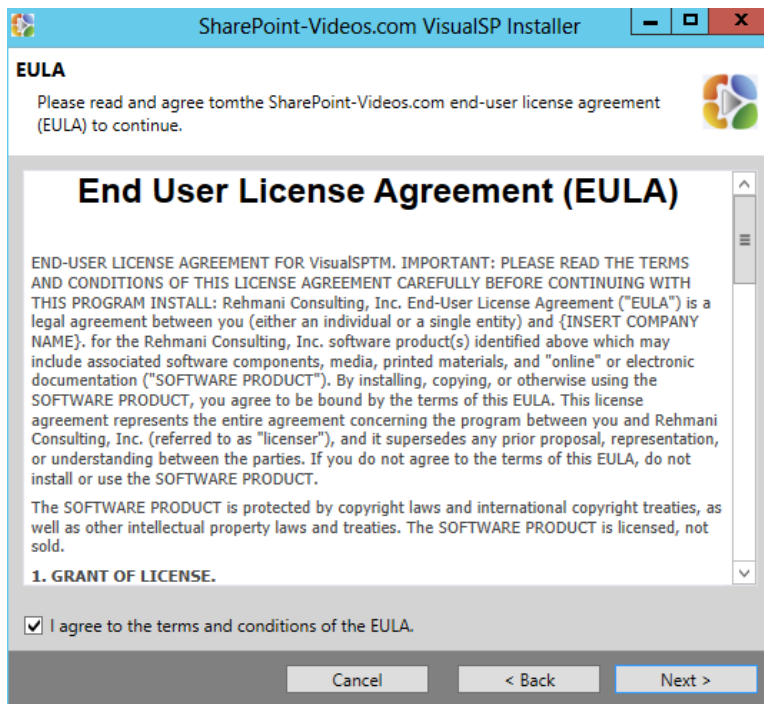 SharePoint-Videos.com VisualSP Installer
EULA
Please read and agree tomthe SharePoint-Videos.com end-user license agreement
(EULA) to continue.
End User License Agreement (EULA)
END-USER LICENSE AGREEMENT FOR VisualSPTM. IMPORTANT: PLEASE READ THE TERMS
AND CONDITIONS OF THIS LICENSE AGREEMENT CAREFULLY BEFORE CONTINUING WITH
THIS PROGRAM INSTALL: Rehmani Consulting, Inc. End-User License Agreement ("EULA") is a
legal agreement between you (either an individual or a single entity) and {INSERT COMPANY
NAME}. for the Rehmani Consulting, Inc. software product(s) identified above which may
include associated software components, media, printed materials, and "online" or electronic
documentation ("SOFTWARE PRODUCT"). By installing, copying, or otherwise using the
SOFTWARE PRODUCT, you agree to be bound by the terms of this EULA. This license
agreement represents the entire agreement concerning the program between you and Rehmani
Consulting, Inc. (referred to as "licenser"), and it supersedes any prior proposal, representation,
or understanding between the parties. If you do not agree to the terms of this EULA, do not
install or use the SOFTWARE PRODUCT.
The SOFTWARE PRODUCT is protected by copyright laws and international copyright treaties, as
well as other intellectual property laws and treaties. The SOFTWARE PRODUCT is licensed, not
sold.
1. GRANT OF LICENSE.
I agree to the terms and conditions of the EULA.
Cancel
< Back
Next >